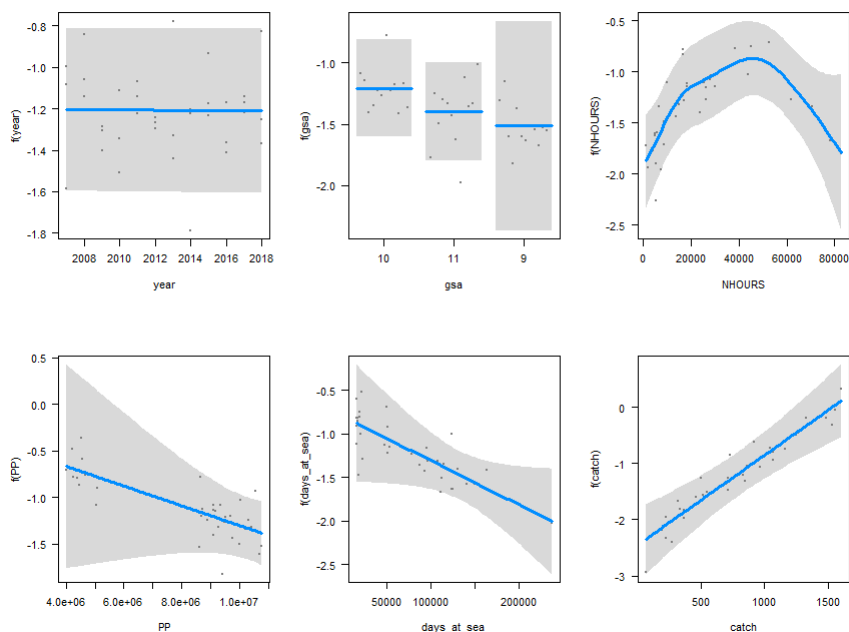 -0.8
-1.0
-1.2
-1.4
-1.6
-1.8
f(year)
2008 2010 2012 2014 2016 2018
year
-1.0
-1.5
-2.0
f(gsa)
10 11 9
gsa
-0.5
-1.0
-1.5
-2.0
-2.5
f(NHOURS)
0 20000 40000 60000 80000
NHOURS
0.5
0.0
-0.5
-1.0
-1.5
f(PP)
4.0e+06 6.0e+06 8.0e+06 1.0e+07
PP
-0.5
-1.0
-1.5
-2.0
-2.5
f(days_at_sea)
50000 100000 200000
days_at_sea
0
-1
-2
-3
f(catch)
500 1000 1500
catch